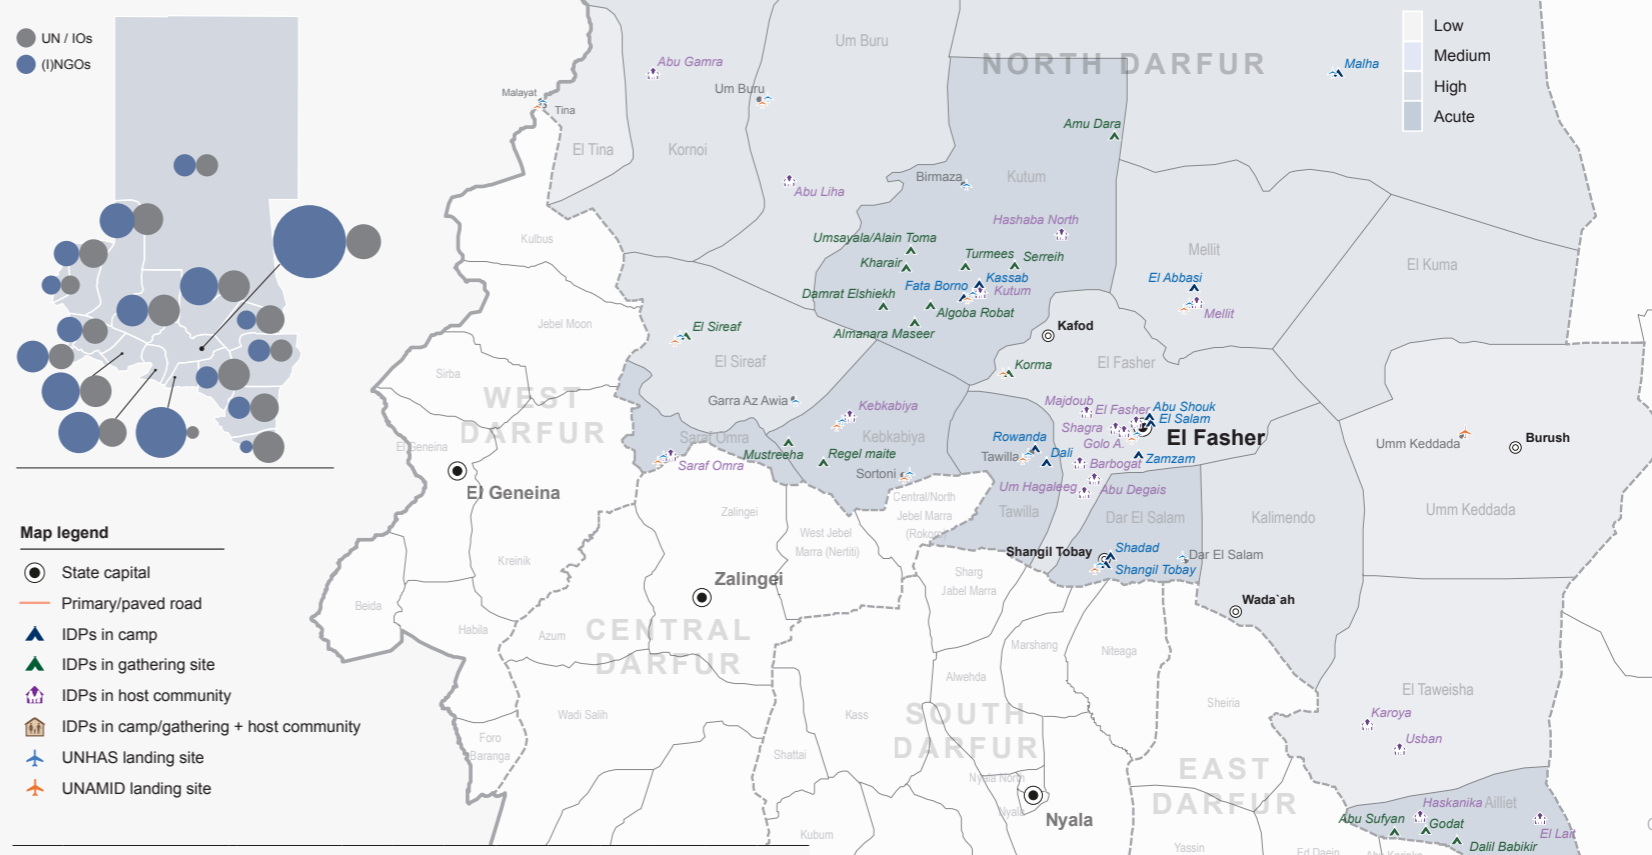 UN / IOs
(I)NGOs
Low
Medium
High
Acute
NORTH DARFUR
Um Buru
Abu Gamra
Malha
Um Buru
Malayat
Tina
El Tina
Kornoi
Amu Dara
Birmaza
Kutum
Abu Liha
Hashaba North
Kulbus
Umsayala/Alain Toma
Kharair
Turmees
Serreih
Mellit
El Kuma
Fata Borno
Kassab
Kutum
El Abbasi
Damrat Elshiekh
Algoba Robat
Mellit
Jebel Moon
El Sireaf
Almanara Maseer
Kafod
El Sireaf
El Fasher
Korma
Sirba
WEST
DARFUR
Garra Az Awia
Kebkabiya
Majdoub
El Fasher
Abu Shouk
El Salam
Shagra
Golo A.
El Fasher
Saraf Omra
Kebkabiya
Rowanda
Umm Keddada
Burush
El Geneina
Mustreeha
Regel maite
Tawilla
Dali
Zamzam
Barbogat
Saraf Omra
Sortoni
El Geneina
Um Hagaleeg
Abu Degais
Central/North
Jebel Marra
(Rokoro)
Zalingei
Tawilla
Dar El Salam
Kalimendo
Umm Keddada
West Jebel
Marra (Nertiti)
Kreinik
Shangil Tobay
Shadad
Dar El Salam
Shangil Tobay
Sharg
Jabel Marra
Zalingei
Beida
Wada`ah
Habila
Azum
CENTRAL
DARFUR
Marshang
Niteaga
Alwehda
Wadi Salih
Kass
SOUTH
DARFUR
Sheiria
El Taweisha
Karoya
Usban
Foro
Baranga
Shattai
EAST
DARFUR
Nyala North
Nyala
Nyala
Haskanika
Ailliet
Abu Sufyan
Godat
El Lait
Kubum
Yassin
Dalil Babikir
Ed Daein
Abu Karinka
Map legend
State capital
Primary/paved road
IDPs in camp
IDPs in gathering site
IDPs in host community
IDPs in camp/gathering + host community
UNHAS landing site
UNAMID landing site